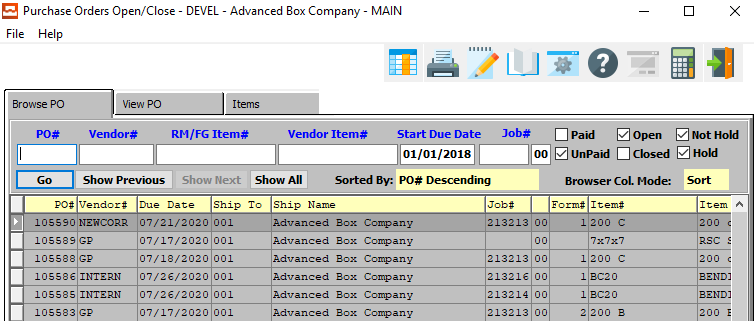 Purchase Orders Open/Close - DEVEL - Advanced Box Company - MAIN
File Help
Browse PO View PO Items
PO# Vendor# RM/FG Item# Vendor Item# Start Due Date Job# Paid Open Not Hold
01/01/2018 00 UnPaid Closed Hold
Go Show Previous Show Next Show All Sorted By: PO# Descending Browser Col. Mode: Sort
PO# Vendor# Due Date Ship To Ship Name Job# Form# Item# Item
105590 NEWCORR 07/21/2020 001 Advanced Box Company 213213 00 1 200 C 200
105589 GP 07/17/2020 001 Advanced Box Company 00 7x7x7 RSC
105588 GP 07/18/2020 001 Advanced Box Company 213213 00 1 200 C 200
105586 INTERN 07/26/2020 001 Advanced Box Company 213216 00 1 BC20 BENDI
105585 INTERN 07/26/2020 001 Advanced Box Company 213214 00 1 BC20 BENDI
105583 GP 07/17/2020 001 Advanced Box Company 213213 00 2 200 B 200